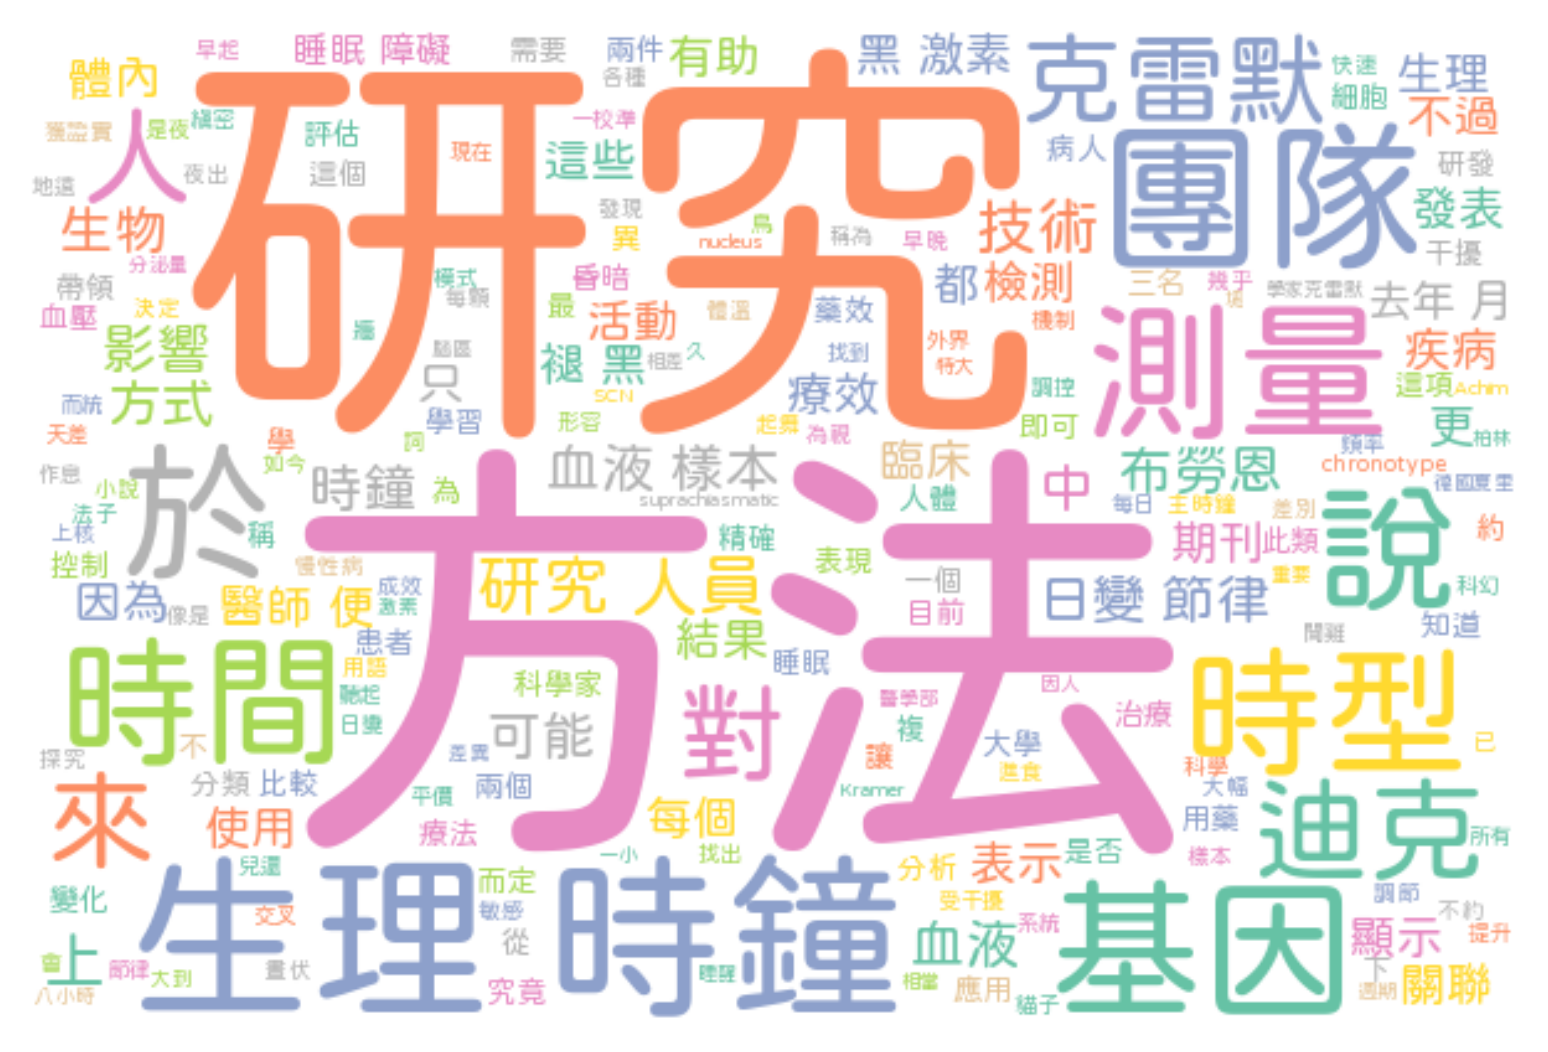 早起 睡眠 障礙 需要 兩件 有助 黑 激素 克雷默 快速 生理
體內 各種 細胞 不過
獲證實 是夜 縝密 評估 現在 一校準 這些 病人 團隊 研發
人 夜出 這個 研究
地這 生物 發現 鳥 技術 發表
分泌量 異 nucleus 稱為 早晚 干擾
帶領 模式 每顆 昏暗 都 檢測 三名 幾乎 學家克雷默 去年 月
血壓 決定 最 活動 體溫 藥效 外界 機制 測量
影響 腦區 褪 黑 相差 久 找到 特大 疾病
方式 只 SCN 療效 調控 這項 Achim
而統 學習 形容 起舞 為視 即可 更 柏林
天差 學 詞 頻率
作息 於 如今 時鐘 為 血液 樣本 臨床 中 布勞恩 chronotype 德國夏里
小說 suprachiasmatic 人體 每日 主時鐘 差別
法子 上核 稱 精確 期刊 此類 說 約
控制 慢性病 表現 重要
因為 像是 醫師 便 成效 激素 研究 人員 一個 目前 日變 節律 科幻
患者 方法 結果 睡眠 聞雞 知道
時間 用語 聽起 科學家 因人 時型
日變 可能 對 醫學部 複 治療
不 差異 大學 已
探究 分類 比較 兩個 讓 進食 科學
來 平價 Kramer 大幅
使用 療法 每個 用藥 迪克 所有
兒還 一小 找出 分析 表示 是否 樣本
變化 生理 時鐘 而定 敏感 受干擾 調節
交叉 從 血液 系統 基因 不約 顯示 提升
會 上 節律 大到 晝伏 睡醒 相當 下
八小時 究竟 應用 貓子 週期 關聯